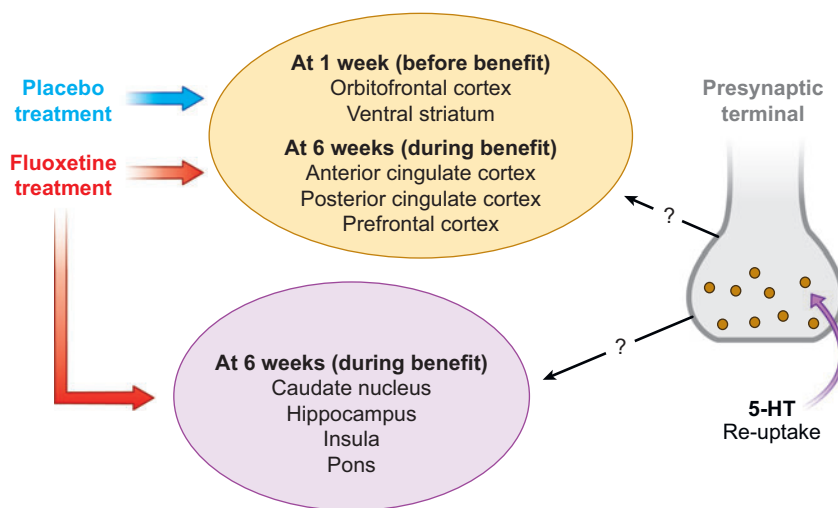 Placebo
treatment
Fluoxetine
treatment
At 1 week (before benefit)
Orbitofrontal cortex
Ventral striatum
At 6 weeks (during benefit)
Anterior cingulate cortex
Posterior cingulate cortex
Prefrontal cortex
Presynaptic
terminal
?
?
At 6 weeks (during benefit)
Caudate nucleus
Hippocampus
Insula
Pons
5-HT
Re-uptake